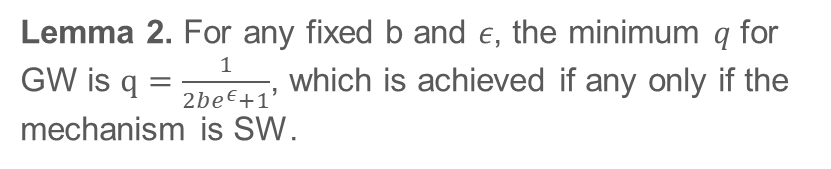 Lemma 2. For any fixed b and ϵ, the minimum q for
GW is q = 1/(2be^ϵ+1), which is achieved if any only if the
mechanism is SW.